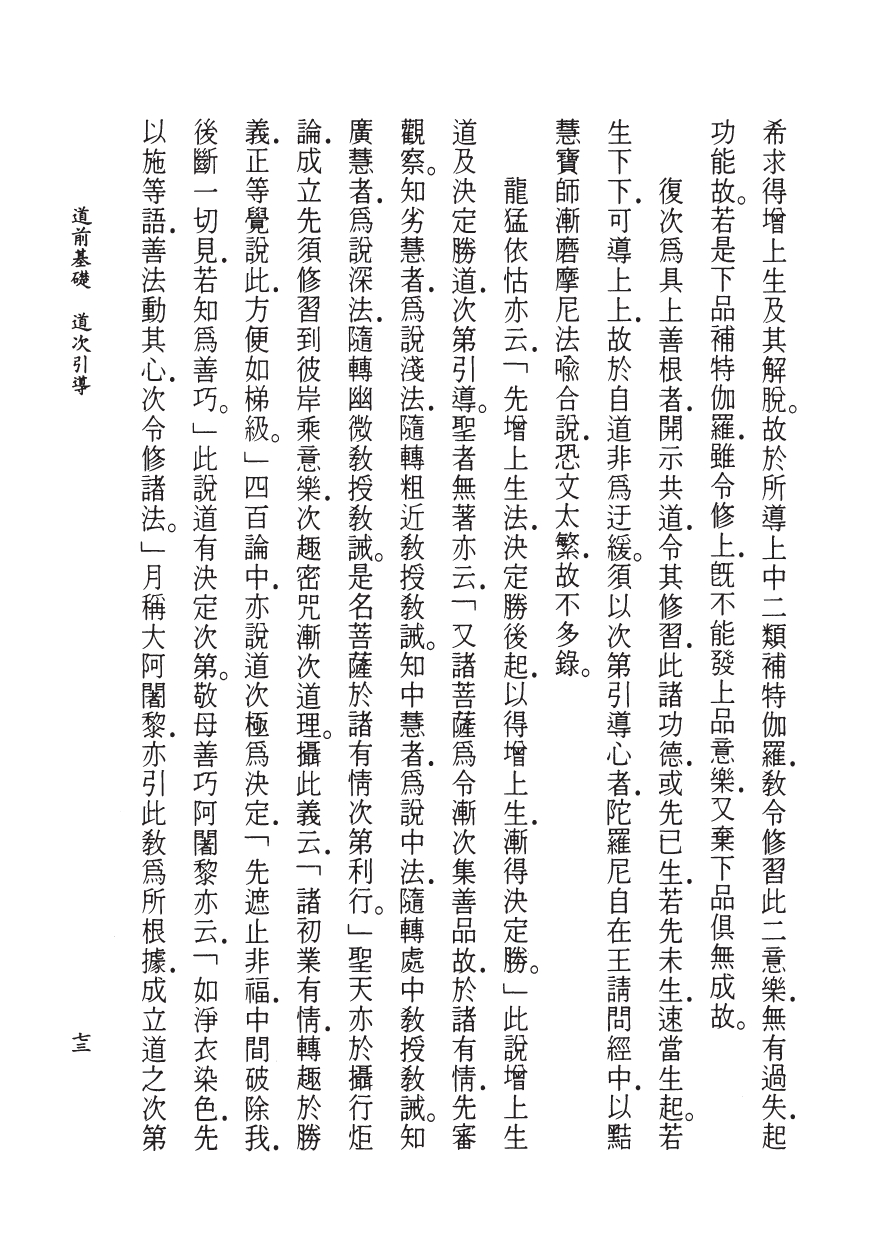 希求得增上生及其解脫。故於所導上中二類補特伽羅．教令修習此二意樂．無有過失．起
功能故。若是下品補特伽羅．雖令修上．旣不能發上品意樂．又棄下品俱無成故。
復次爲具上善根者．開示共道．令其修習．此諸功德．或先已生．若先未生．速當生起。若
生下下．可導上上．故於自道非爲迂緩。須以次第引導心者．陀羅尼自在王請問經中．以黠
慧寶師漸磨摩尼法喩合說．恐文太繁．故不多錄。
龍猛依怙亦云．「先增上生法．決定勝後起．以得增上生．漸得決定勝。」此說增上生
道及決定勝道．次第引導。聖者無著亦云．「又諸菩薩爲令漸次集善品故．於諸有情．先審
觀察。知劣慧者．爲說淺法．隨轉粗近教授教誡。知中慧者．爲說中法．隨轉處中教授教誡。知
廣慧者．爲說深法．隨轉幽微教授教誡。是名菩薩於諸有情次第利行。」聖天亦於攝行炬
論．成立先須修習到彼岸乘意樂．次趣密咒漸次道理。攝此義云．「諸初業有情．轉趣於勝
義．正等覺說此．方便如梯級。」四百論中．亦說道次極爲決定．「先遮止非福．中間破除我．
後斷一切見．若知爲善巧。」此說道有決定次第。敬母善巧阿闍黎亦云．「如淨衣染色．先
以施等語．善法動其心．次令修諸法。」月稱大阿闍黎．亦引此教爲所根據．成立道之次第
道前基礎　道次引導
七三